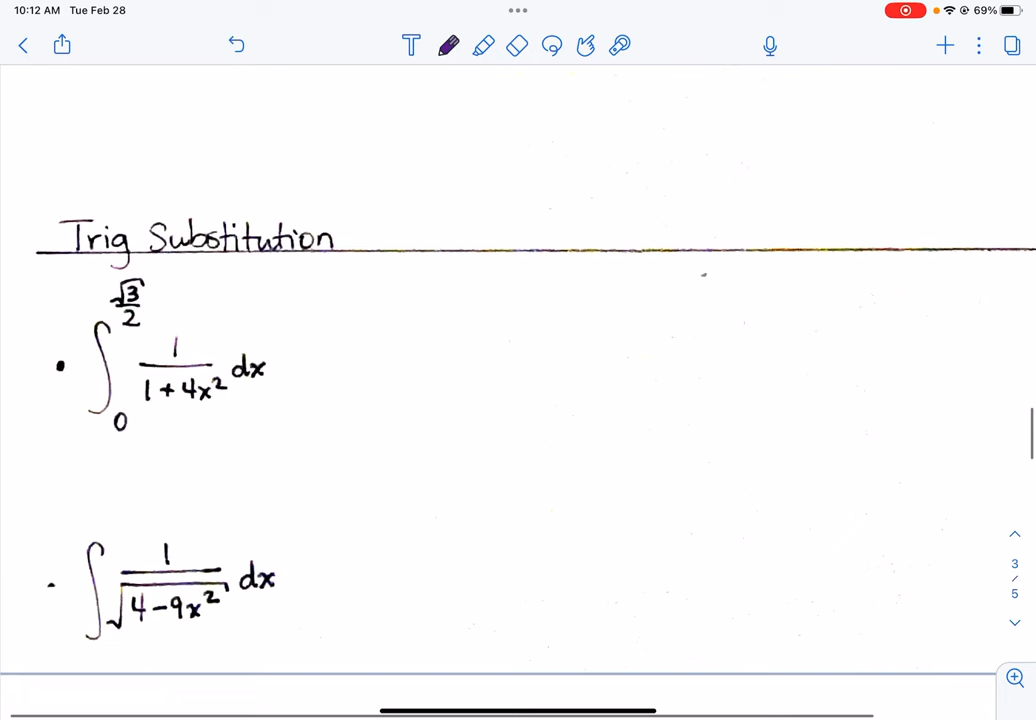 10:12 AM Tue Feb 28
69%
Trig Substitution
• ∫₀^{√3/2} 1/(1+4x²) dx
3
/
5
• ∫ 1/√(4-9x²) dx